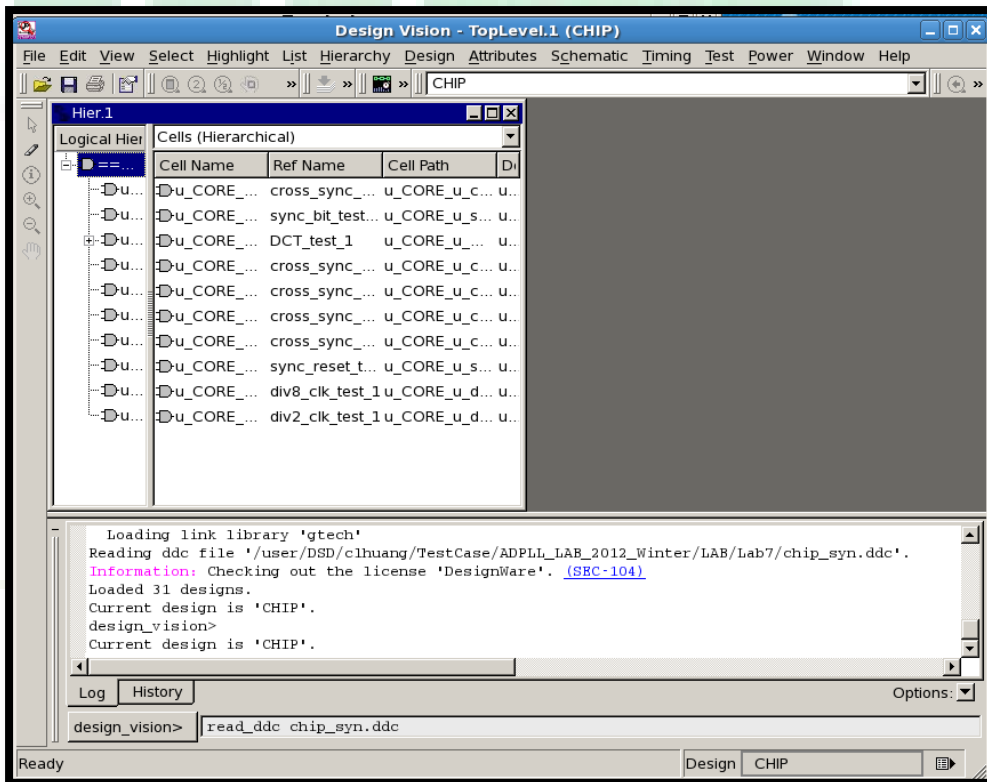 Design Vision - TopLevel.1 (CHIP)
File Edit View Select Highlight List Hierarchy Design Attributes Schematic Timing Test Power Window Help
» » » CHIP »
Hier.1
Logical Hier Cells (Hierarchical)
==... Cell Name Ref Name Cell Path
u... u_CORE_... cross_sync_... u_CORE_u_c... u...
u... u_CORE_... sync_bit_test... u_CORE_u_s... u...
u... u_CORE_... DCT_test_1 u_CORE_u_... u...
u... u_CORE_... cross_sync_... u_CORE_u_c... u...
u... u_CORE_... cross_sync_... u_CORE_u_c... u...
u... u_CORE_... cross_sync_... u_CORE_u_c... u...
u... u_CORE_... cross_sync_... u_CORE_u_c... u...
u... u_CORE_... sync_reset_t... u_CORE_u_s... u...
u... u_CORE_... div8_clk_test_1 u_CORE_u_d... u...
u... u_CORE_... div2_clk_test_1 u_CORE_u_d... u...
Loading link library 'gtech'
Reading ddc file '/user/DSD/clhuang/TestCase/ADPLL_LAB_2012_Winter/LAB/Lab7/chip_syn.ddc'.
Information: Checking out the license 'DesignWare'. (SEC-104)
Loaded 31 designs.
Current design is 'CHIP'.
design_vision>
Current design is 'CHIP'.
Log History Options:
design_vision> read_ddc chip_syn.ddc
Ready Design CHIP